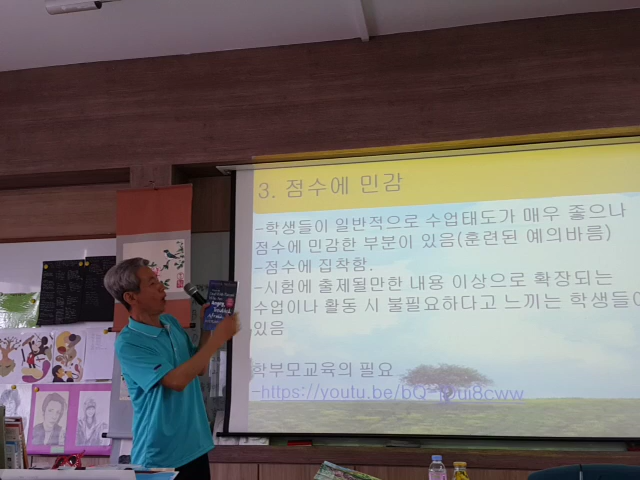 3. 점수에 민감
-학생들이 일반적으로 수업태도가 매우 좋으나
점수에 민감한 부분이 있음(훈련된 예의바름)
-점수에 집착함.
-시험에 출제될만한 내용 이상으로 확장되는
수업이나 활동 시 불필요하다고 느끼는 학생들이
있음
학부모교육의 필요